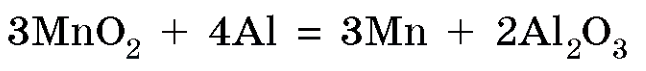 3MnO₂ + 4Al = 3Mn + 2Al₂O₃